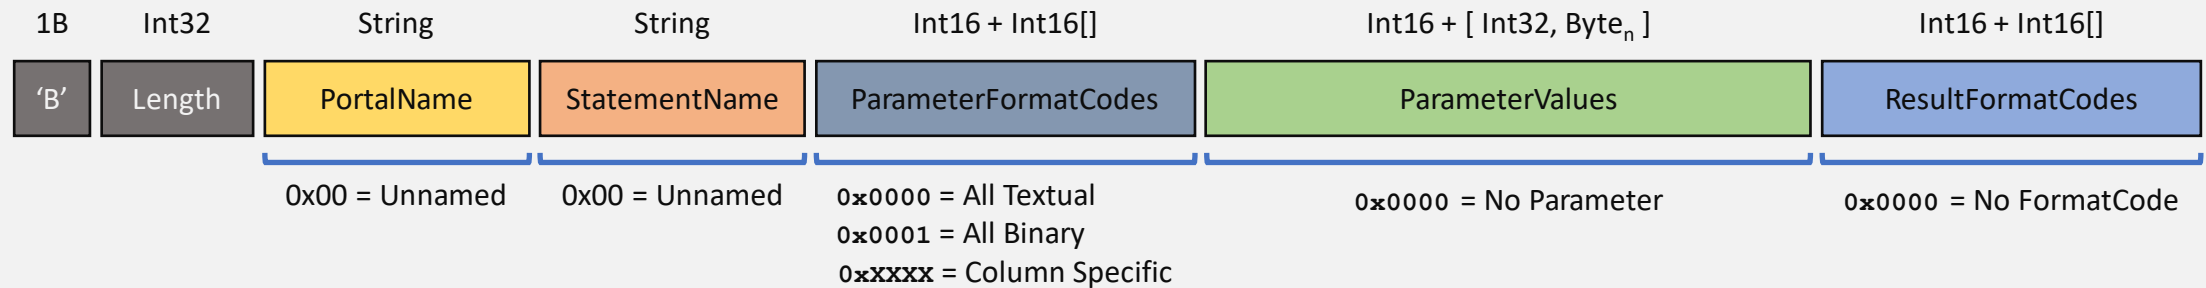 1B Int32 String String Int16 + Int16[] Int16 + [ Int32, Byteₙ ] Int16 + Int16[]
‘B’ Length PortalName StatementName ParameterFormatCodes ParameterValues ResultFormatCodes
0x00 = Unnamed 0x00 = Unnamed 0x0000 = All Textual 0x0000 = No Parameter 0x0000 = No FormatCode
0x0001 = All Binary
0xXXXX = Column Specific